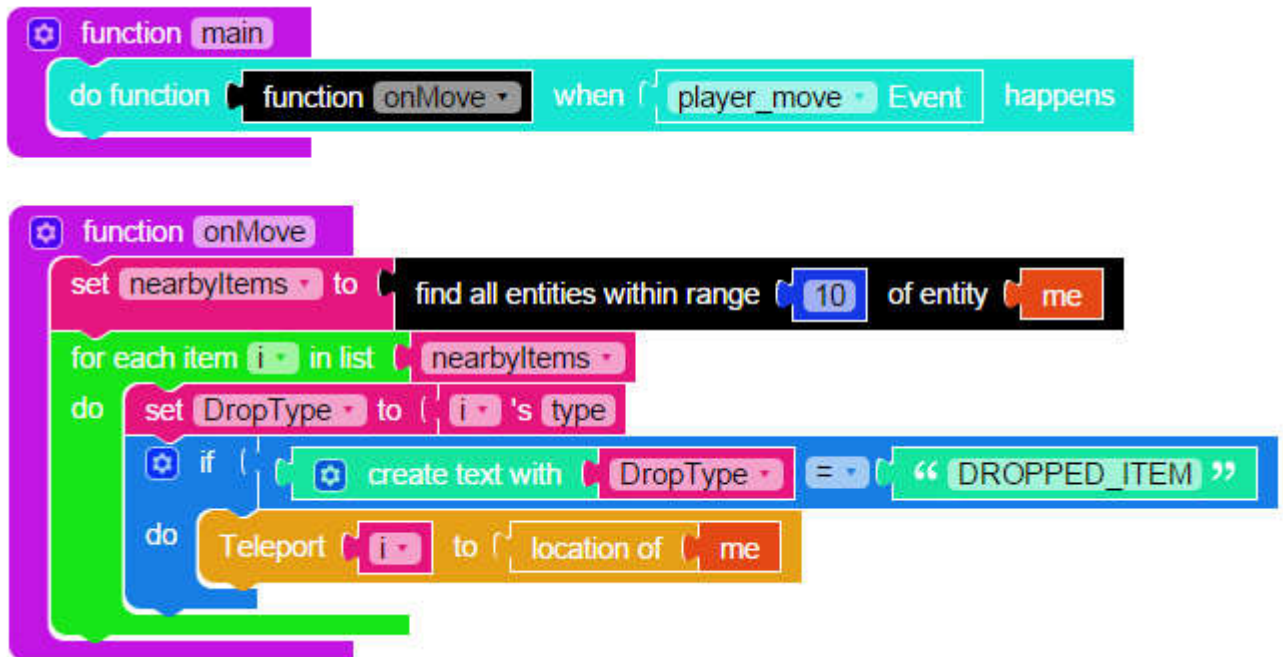 function main
do function function onMove when player_move Event happens
function onMove
set nearbyItems to find all entities within range 10 of entity me
for each item i in list nearbyItems
do set DropType to i 's type
if create text with DropType = “ DROPPED_ITEM ”
do Teleport i to location of me